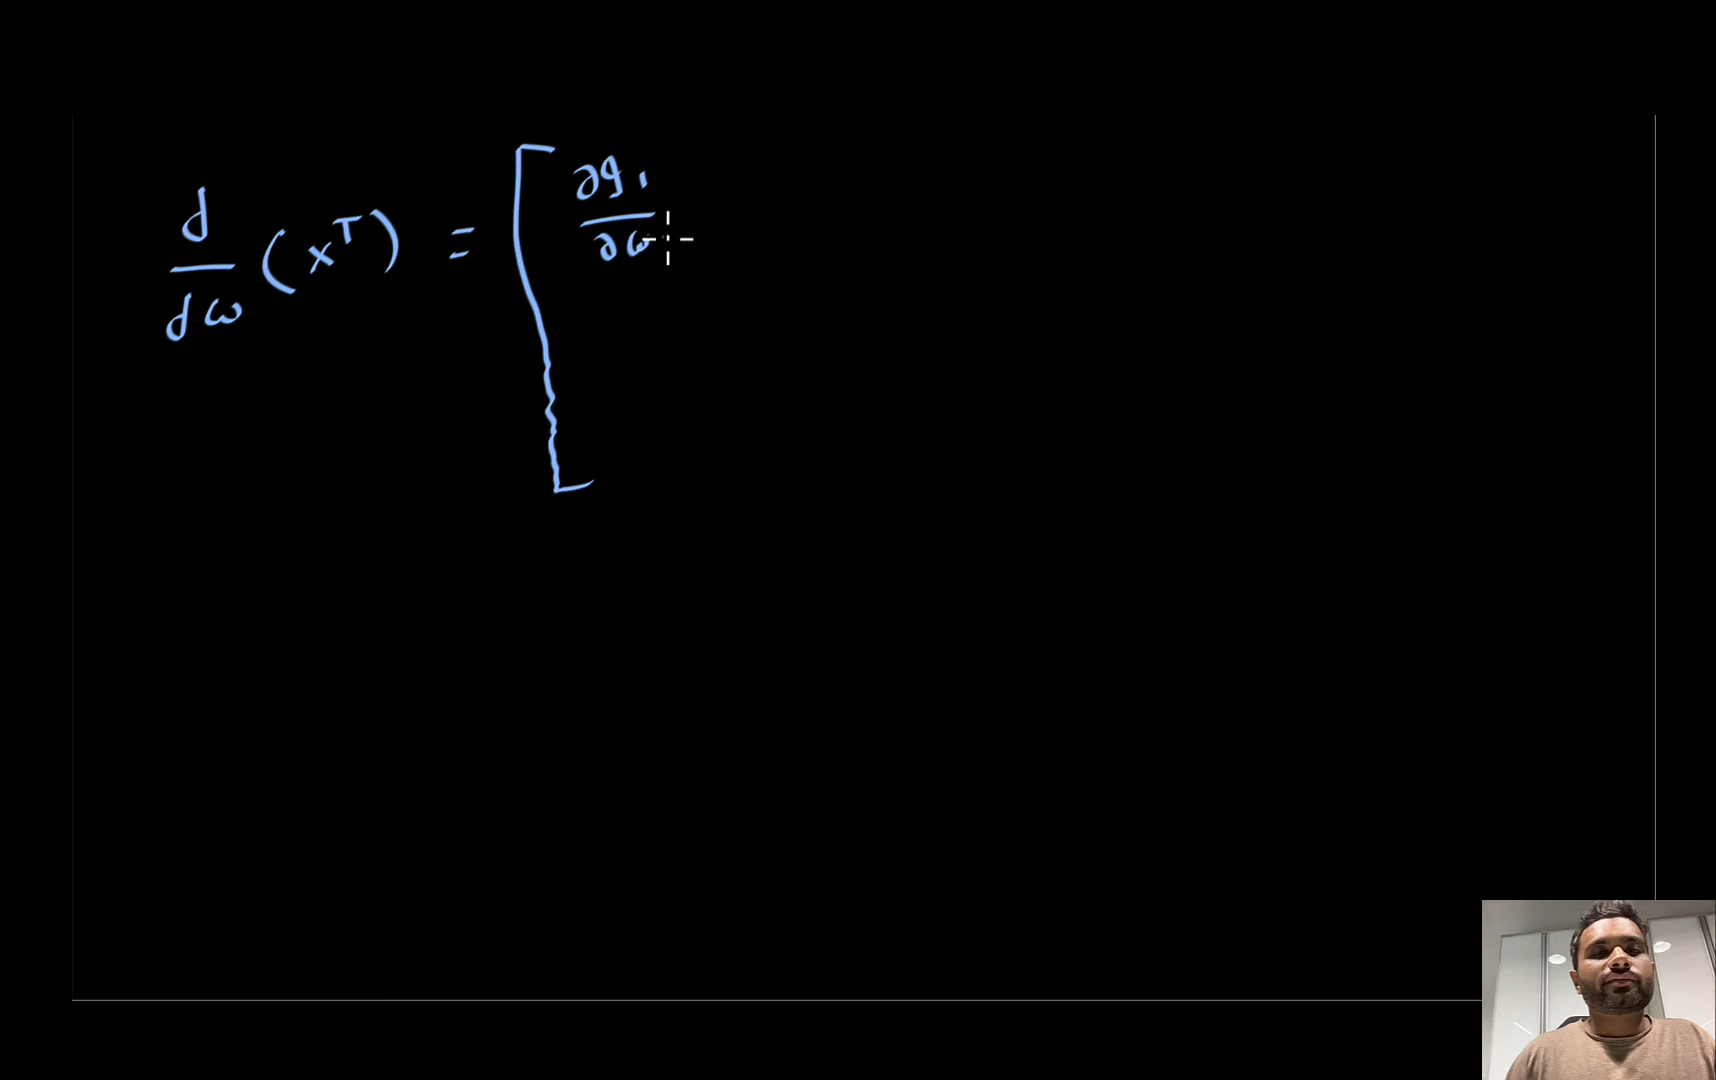 d/dω (x^T) = [ ∂g₁/∂ω